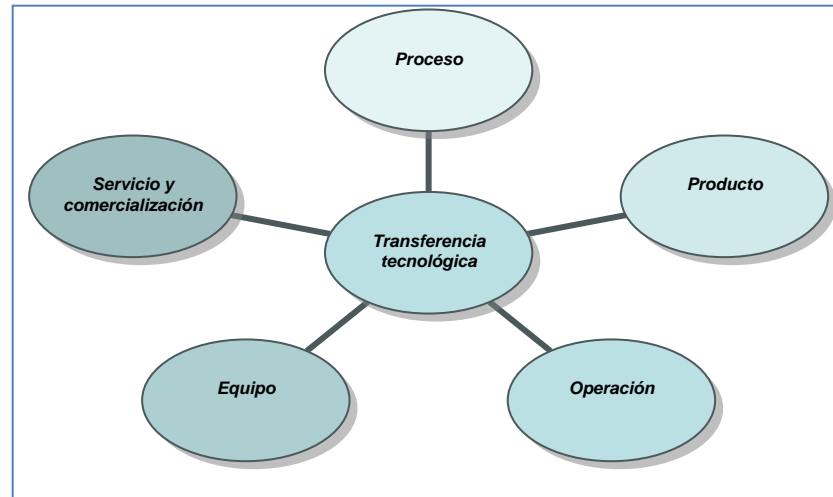 Proceso
Servicio y
comercialización
Producto
Transferencia
tecnológica
Equipo
Operación